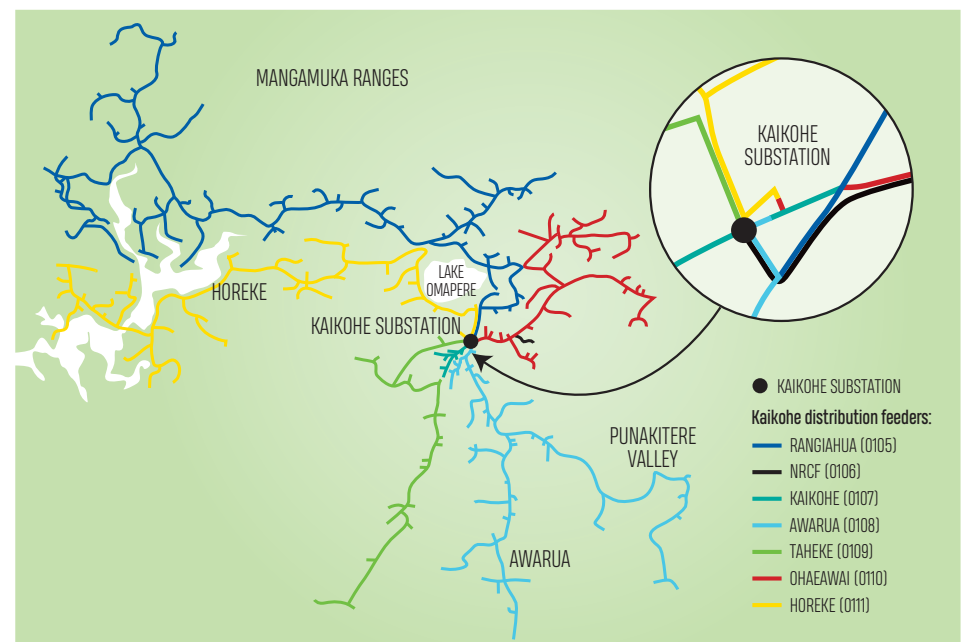 MANGAMUKA RANGES
KAIKOHE
SUBSTATION
LAKE
OMAPERE
HOREKE
KAIKOHE SUBSTATION
KAIKOHE SUBSTATION
Kaikohe distribution feeders:
RANGIAHUA (0105)
NRCF (0106)
KAIKOHE (0107)
AWARUA (0108)
TAHEKE (0109)
OHAEAWAI (0110)
HOREKE (0111)
PUNAKITERE
VALLEY
AWARUA